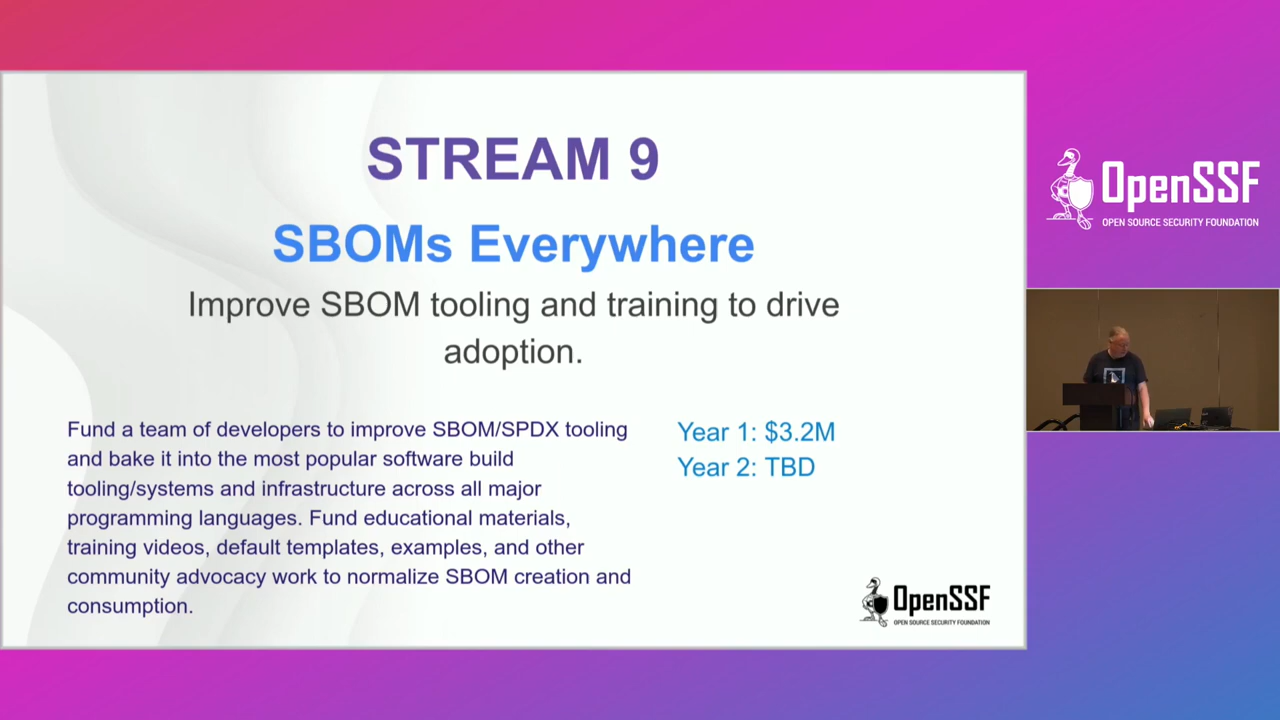 STREAM 9
SBOMs Everywhere
Improve SBOM tooling and training to drive
adoption.
Fund a team of developers to improve SBOM/SPDX tooling
and bake it into the most popular software build
tooling/systems and infrastructure across all major
programming languages. Fund educational materials,
training videos, default templates, examples, and other
community advocacy work to normalize SBOM creation and
consumption.
Year 1: $3.2M
Year 2: TBD
OpenSSF
OPEN SOURCE SECURITY FOUNDATION
OpenSSF
OPEN SOURCE SECURITY FOUNDATION